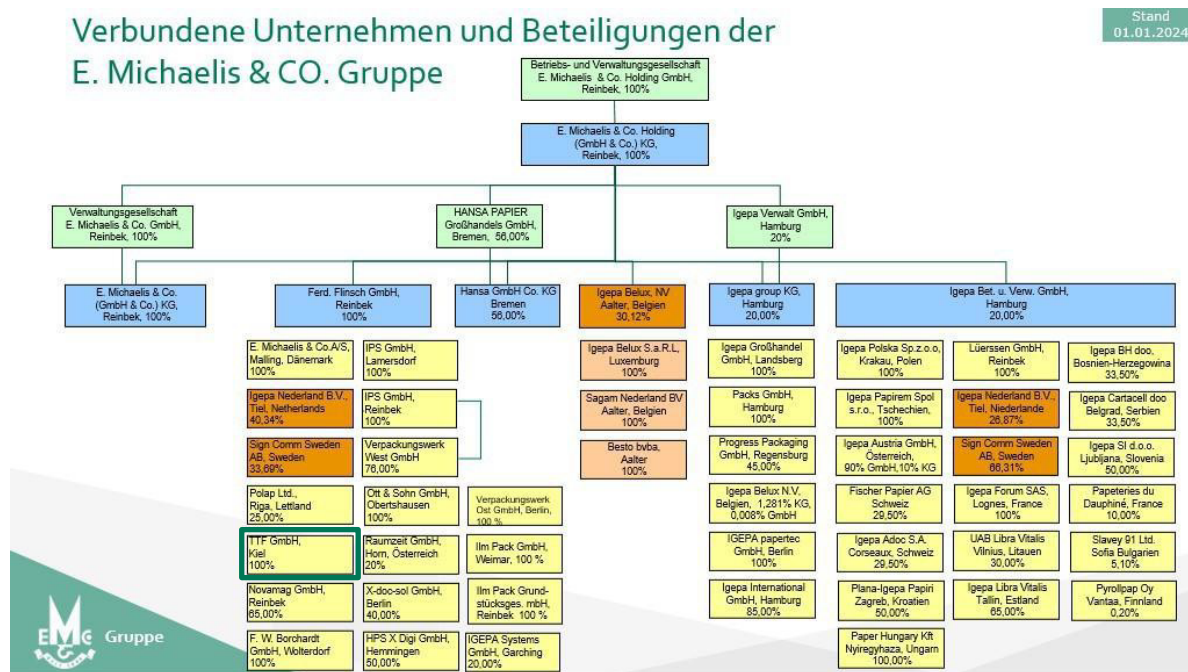 Verbundene Unternehmen und Beteiligungen der
E. Michaelis & CO. Gruppe
Stand
01.01.2024
Betriebs- und Verwaltungsgesellschaft
E. Michaelis & Co. Holding GmbH,
Reinbek, 100%
E. Michaelis & Co. Holding
(GmbH & Co.) KG,
Reinbek, 100%
Verwaltungsgesellschaft
E. Michaelis & Co. GmbH,
Reinbek, 100%
HANSA PAPIER
Großhandels GmbH,
Bremen, 56,00%
Igepa Verwalt GmbH,
Hamburg
20%
E. Michaelis & Co.
(GmbH & Co.) KG,
Reinbek, 100%
Ferd. Flinsch GmbH,
Reinbek
100%
Hansa GmbH Co. KG
Bremen
56,00%
Igepa Belux, NV
Aalter, Belgien
30,12%
Igepa group KG,
Hamburg
20,00%
Igepa Bet. u. Verw. GmbH,
Hamburg
20,00%
E. Michaelis & Co.A/S,
Malling, Dänemark
100%
Igepa Nederland B.V.,
Tiel, Netherlands
40,34%
Sign Comm Sweden
AB, Sweden
33,69%
Polap Ltd.,
Riga, Lettland
25,00%
TTF GmbH,
Kiel
100%
Novamag GmbH,
Reinbek
65,00%
F. W. Borchardt
GmbH, Wolterdorf
100%
IPS GmbH,
Lamersdorf
100%
IPS GmbH,
Reinbek
100%
Verpackungswerk
West GmbH
76,00%
Ott & Sohn GmbH,
Obertshausen
100%
Raumzeit GmbH,
Horn, Österreich
20%
X-doc-sol GmbH,
Berlin
40,00%
HPS X Digi GmbH,
Hemmingen
50,00%
Verpackungswerk
Ost GmbH, Berlin,
100 %
Ilm Pack GmbH,
Weimar, 100 %
Ilm Pack Grund-
stücksges. mbH,
Reinbek 100 %
IGEPA Systems
GmbH, Garching
20,00%
Igepa Belux S.a.R.L,
Luxemburg
100%
Sagam Nederland BV
Aalter, Belgien
100%
Besto bvba,
Aalter
100%
Igepa Großhandel
GmbH, Landsberg
100%
Packs GmbH,
Hamburg
100%
Progress Packaging
GmbH, Regensburg
45,00%
Igepa Belux N.V.
Belgien, 1,281% KG,
0,008% GmbH
IGEPA papertec
GmbH, Berlin
100%
Igepa International
GmbH, Hamburg
85,00%
Igepa Polska Sp.z.o.o,
Krakau, Polen
100%
Igepa Papirem Spol
s.r.o., Tschechien,
100%
Igepa Austria GmbH,
Österreich,
90% GmbH,10% KG
Fischer Papier AG
Schweiz
29,50%
Igepa Adoc S.A.
Corseaux, Schweiz
29,50%
Plana-Igepa Papiri
Zagreb, Kroatien
50,00%
Paper Hungary Kft
Nyiregyhaza, Ungarn
100,00%
Lüerssen GmbH,
Reinbek
100%
Igepa Nederland B.V.,
Tiel, Niederlande
26,87%
Sign Comm Sweden
AB, Sweden
66,31%
Igepa Forum SAS,
Lognes, France
100%
UAB Libra Vitalis
Vilnius, Litauen
30,00%
Igepa Libra Vitalis
Tallin, Estland
65,00%
Igepa BH doo,
Bosnien-Herzegowina
33,50%
Igepa Cartacell doo
Belgrad, Serbien
33,50%
Igepa SI d.o.o.
Ljubljana, Slovenia
50,00%
Papeteries du
Dauphiné, France
10,00%
Slavey 91 Ltd.
Sofia Bulgarien
5,10%
Pyrollpap Oy
Vantaa, Finnland
0,20%
EMC Gruppe